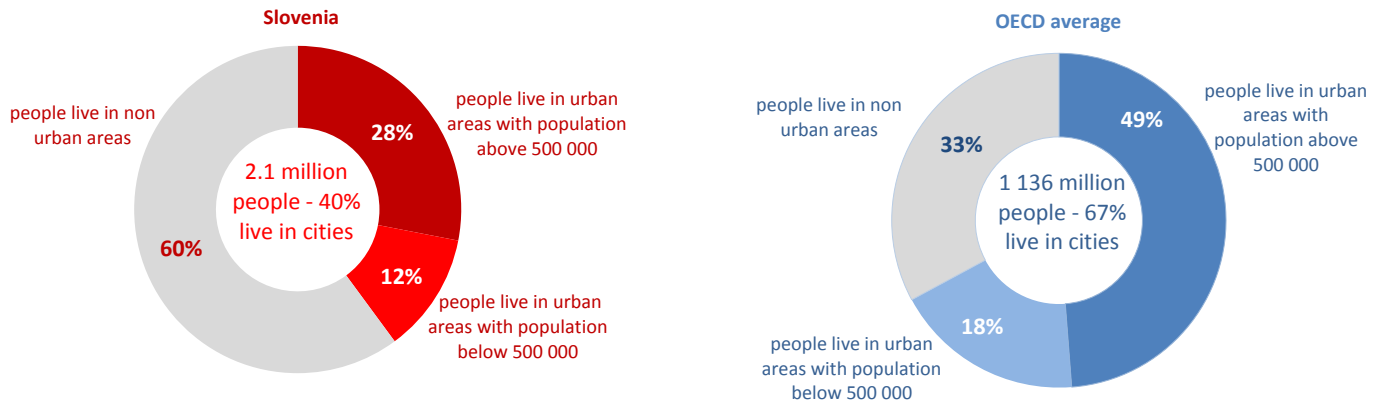 Slovenia
people live in non
urban areas
people live in urban
areas with population
above 500 000
28%
2.1 million
people - 40%
live in cities
60%
12%
people live in urban
areas with population
below 500 000
OECD average
people live in non
urban areas
people live in urban
areas with
population above
500 000
49%
33%
1 136 million
people - 67%
live in cities
18%
people live in urban
areas with population
below 500 000